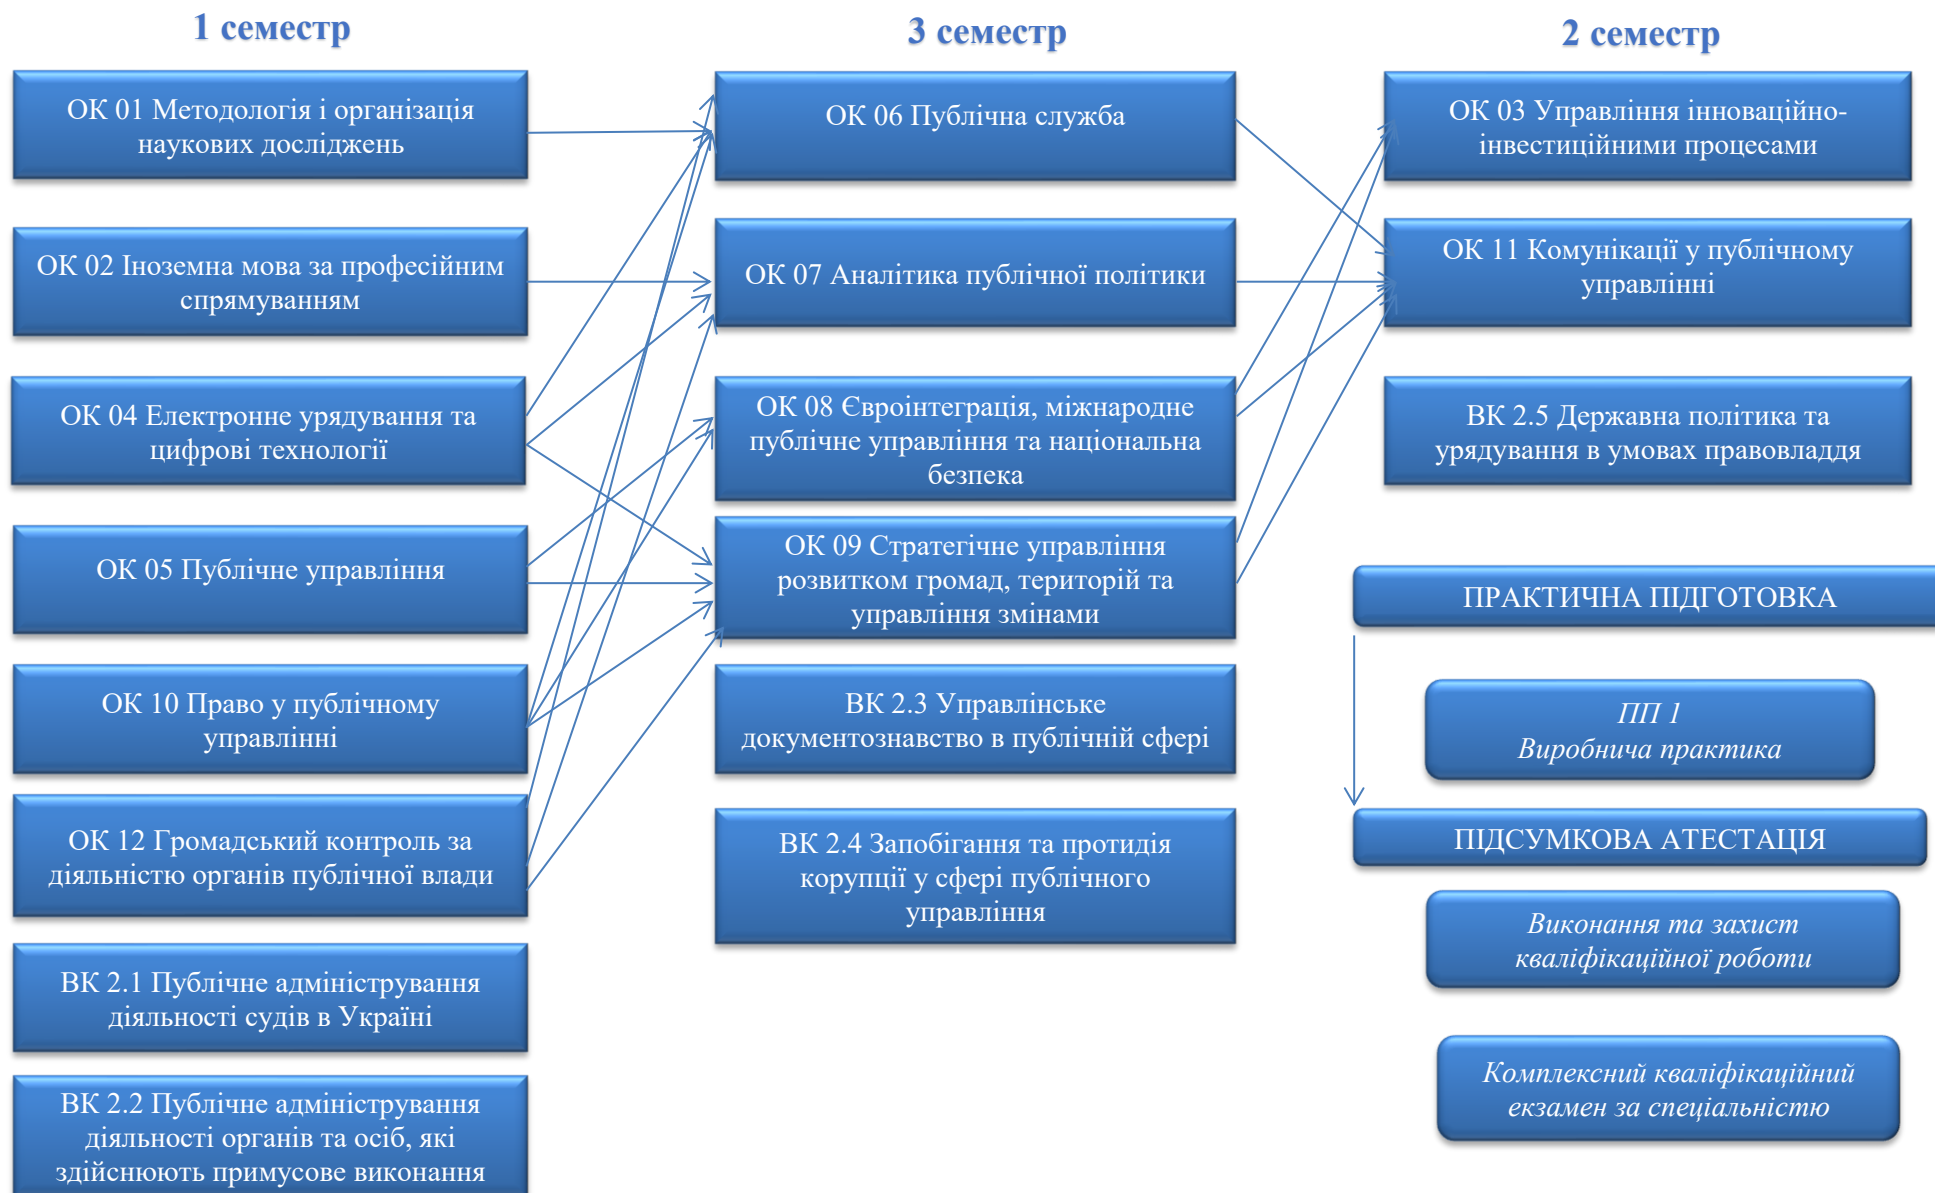 1 семестр
ОК 01 Методологія і організація
наукових досліджень
ОК 02 Іноземна мова за професійним
спрямуванням
ОК 04 Електронне урядування та
цифрові технології
ОК 05 Публічне управління
ОК 10 Право у публічному
управлінні
ОК 12 Громадський контроль за
діяльністю органів публічної влади
ВК 2.1 Публічне адміністрування
діяльності судів в Україні
ВК 2.2 Публічне адміністрування
діяльності органів та осіб, які
здійснюють примусове виконання
3 семестр
ОК 06 Публічна служба
ОК 07 Аналітика публічної політики
ОК 08 Євроінтеграція, міжнародне
публічне управління та національна
безпека
ОК 09 Стратегічне управління
розвитком громад, територій та
управління змінами
ВК 2.3 Управлінське
документознавство в публічній сфері
ВК 2.4 Запобігання та протидія
корупції у сфері публічного
управління
2 семестр
ОК 03 Управління інноваційно-
інвестиційними процесами
ОК 11 Комунікації у публічному
управлінні
ВК 2.5 Державна політика та
урядування в умовах правовладдя
ПРАКТИЧНА ПІДГОТОВКА
ПП 1
Виробнича практика
ПІДСУМКОВА АТЕСТАЦІЯ
Виконання та захист
кваліфікаційної роботи
Комплексний кваліфікаційний
екзамен за спеціальністю